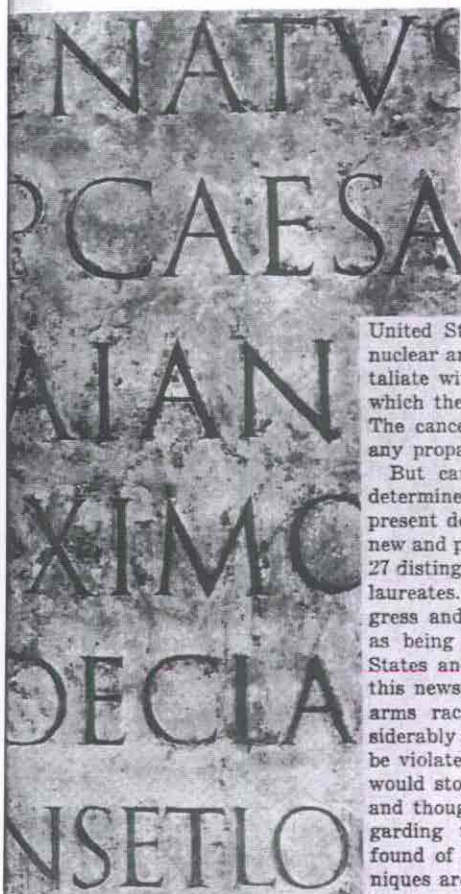 NATVS
CAESA
AIAN
XIMO
DECLA
NSETLO
United St
nuclear ar
taliate wi
which the
The cance
any propa
But car
determine
present de
new and p
27 disting
laureates.
gress and
as being
States an
this news
arms rac
siderably
be violate
would sto
and thoug
garding
found of
niques are